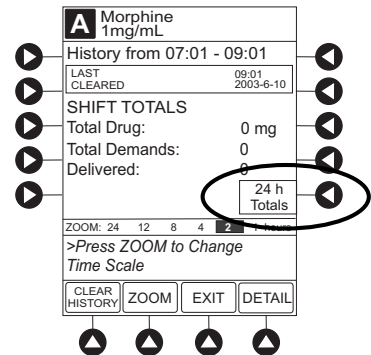 A Morphine
1mg/mL
History from 07:01 - 09:01
LAST 09:01
CLEARED 2003-6-10
SHIFT TOTALS
Total Drug: 0 mg
Total Demands: 0
Delivered: 0
24 h
Totals
ZOOM: 24 12 8 4 2 1 hours
>Press ZOOM to Change
Time Scale
CLEAR
HISTORY ZOOM EXIT DETAIL